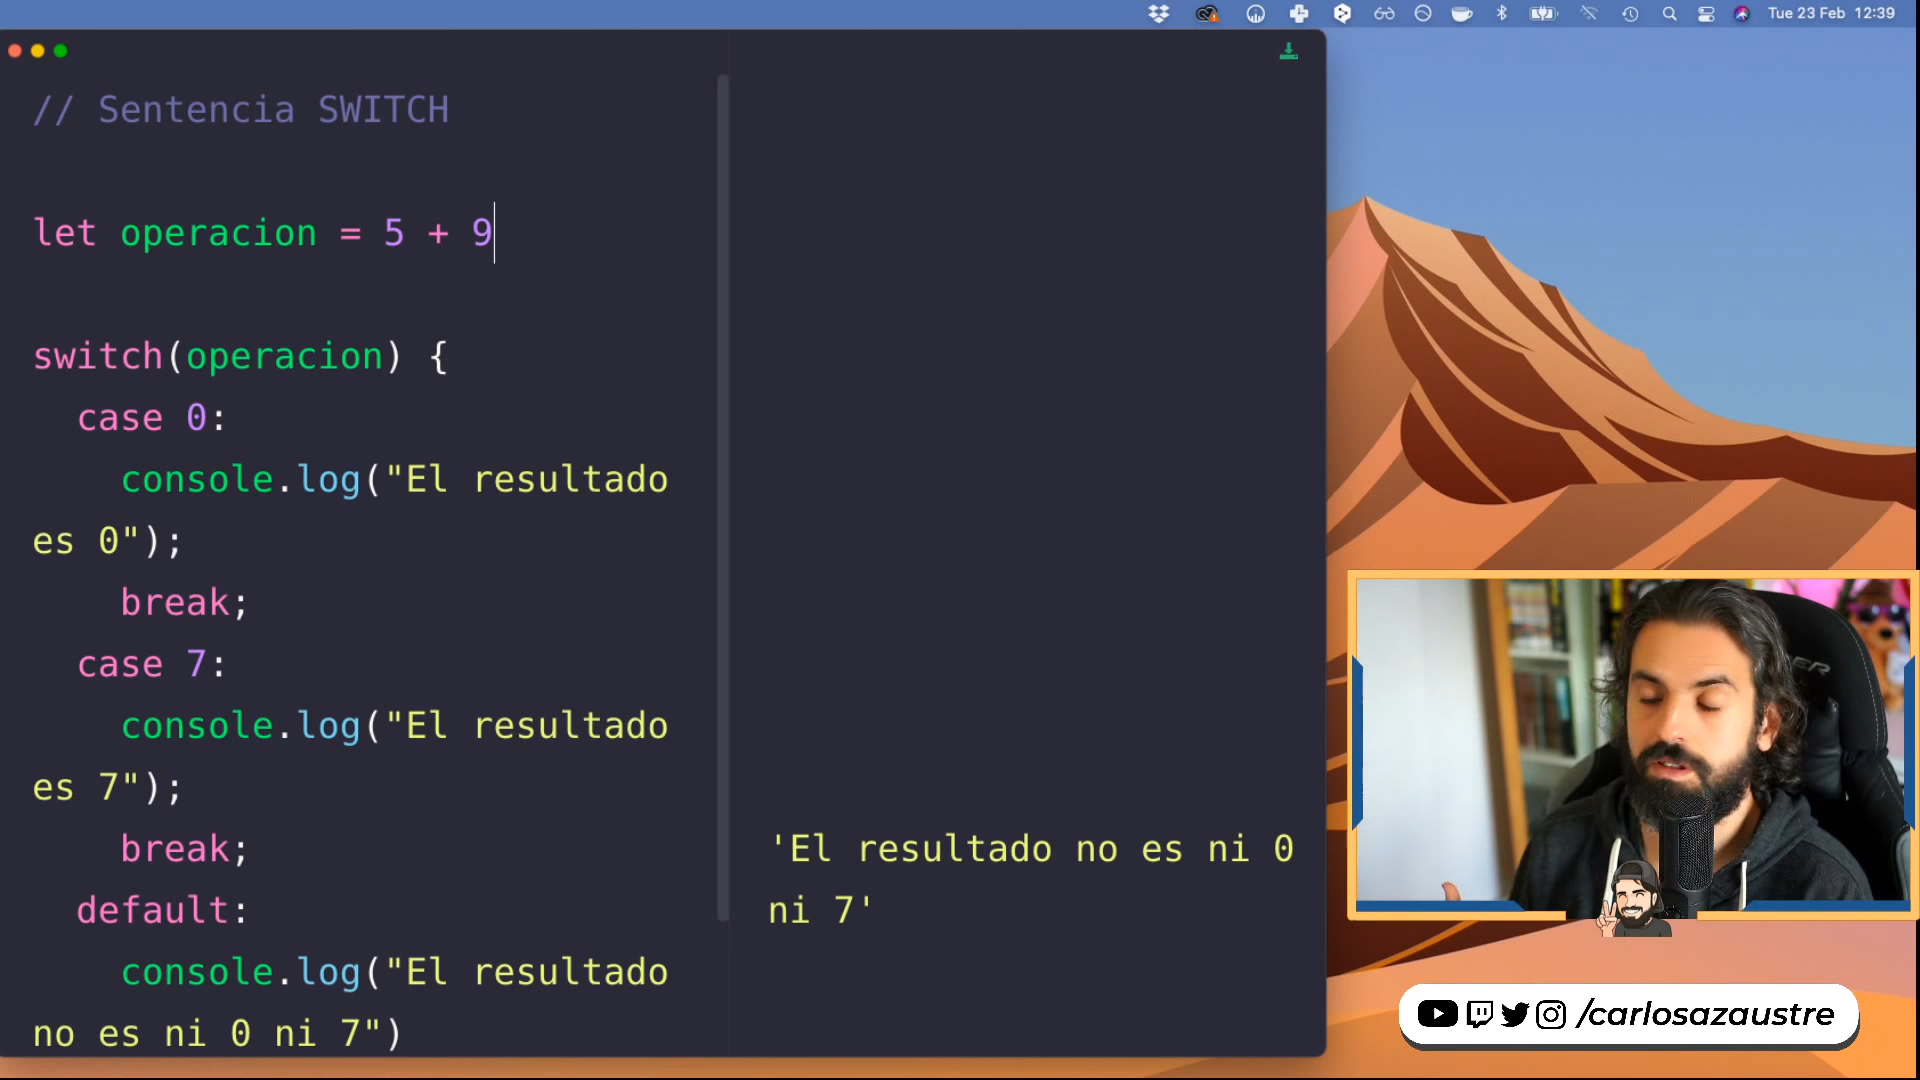 Tue 23 Feb 12:39
// Sentencia SWITCH
let operacion = 5 + 9
switch(operacion) {
case 0:
console.log("El resultado
es 0");
break;
case 7:
console.log("El resultado
es 7");
break;
default:
console.log("El resultado
no es ni 0 ni 7")
'El resultado no es ni 0
ni 7'
/carlosazaustre